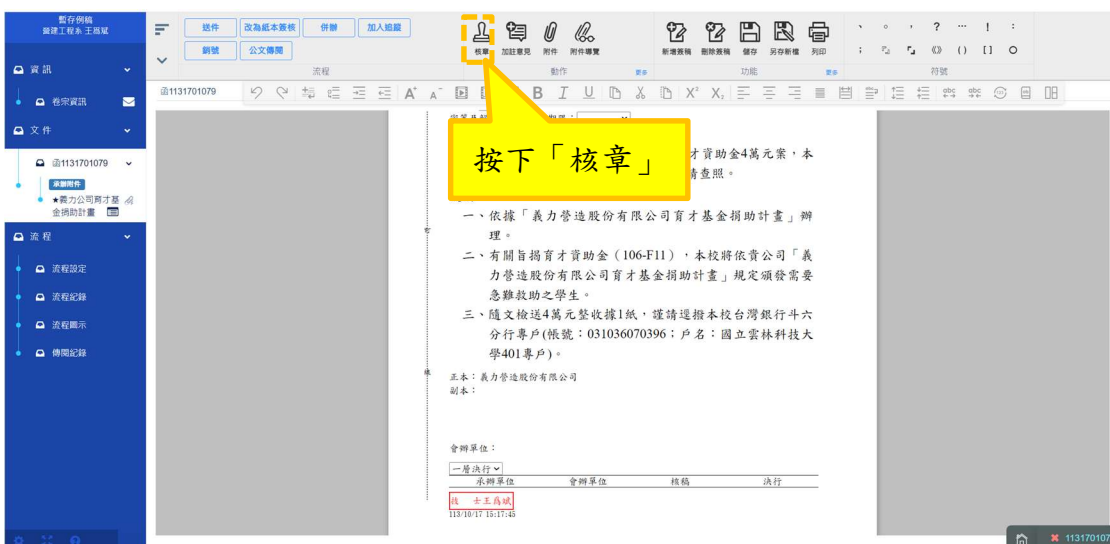 暫存例稿
營建工程系 王爲斌
資訊
卷宗資訊
文件
函1131701079
承辦附件
★義力公司育才基
金捐助計畫
流程
流程設定
流程紀錄
流程圖示
傳閱記錄
送件 改為紙本簽核 併辦 加入追蹤
銷號 公文傳閱
流程
核章 加註意見 附件 附件導覽
動作 更多
新增簽稿 刪除簽稿 儲存 另存新檔 列印
功能 更多
、 。 , ? … ! :
; 《》 () [] ○
符號
函1131701079
B I U X² X₂
按下「核章」
才資助金4萬元案，本
請查照。
一、依據「義力營造股份有限公司育才基金捐助計畫」辦
理。
二、有關旨揭育才資助金（106-F11），本校將依貴公司「義
力營造股份有限公司育才基金捐助計畫」規定頒發需要
急難救助之學生。
三、隨文檢送4萬元整收據1紙，謹請逕撥本校台灣銀行斗六
分行專戶(帳號：031036070396；戶名：國立雲林科技大
學401專戶)。
正本：義力營造股份有限公司
副本：
會辦單位：
一層決行
承辦單位 會辦單位 核稿 決行
技 士王爲斌
113/10/17 15:17:45
線
113170107